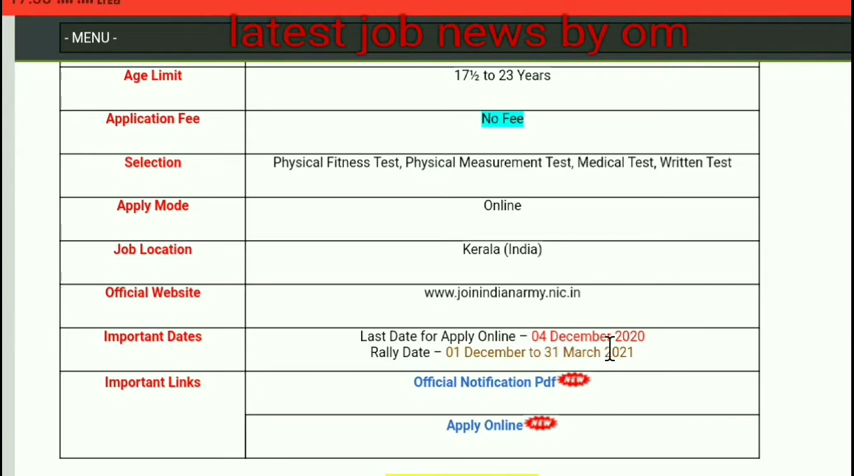 latest job news by om
- MENU -
Age Limit
17½ to 23 Years
Application Fee
No Fee
Selection
Physical Fitness Test, Physical Measurement Test, Medical Test, Written Test
Apply Mode
Online
Job Location
Kerala (India)
Official Website
www.joinindianarmy.nic.in
Important Dates
Last Date for Apply Online – 04 December 2020
Rally Date – 01 December to 31 March 2021
Important Links
Official Notification Pdf NEW
Apply Online NEW